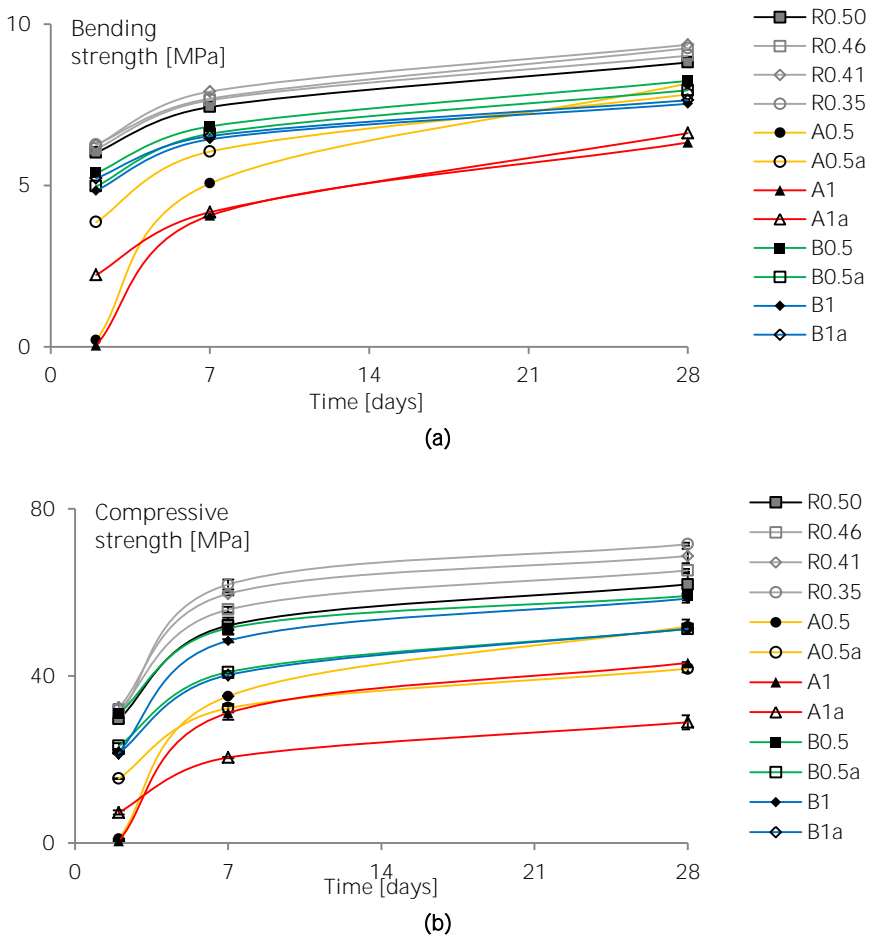 10
Bending
strength [MPa]
5
0
0
7
14
21
28
Time [days]
R0.50
R0.46
R0.41
R0.35
A0.5
A0.5a
A1
A1a
B0.5
B0.5a
B1
B1a
(a)
80
Compressive
strength [MPa]
40
0
0
7
14
21
28
Time [days]
R0.50
R0.46
R0.41
R0.35
A0.5
A0.5a
A1
A1a
B0.5
B0.5a
B1
B1a
(b)